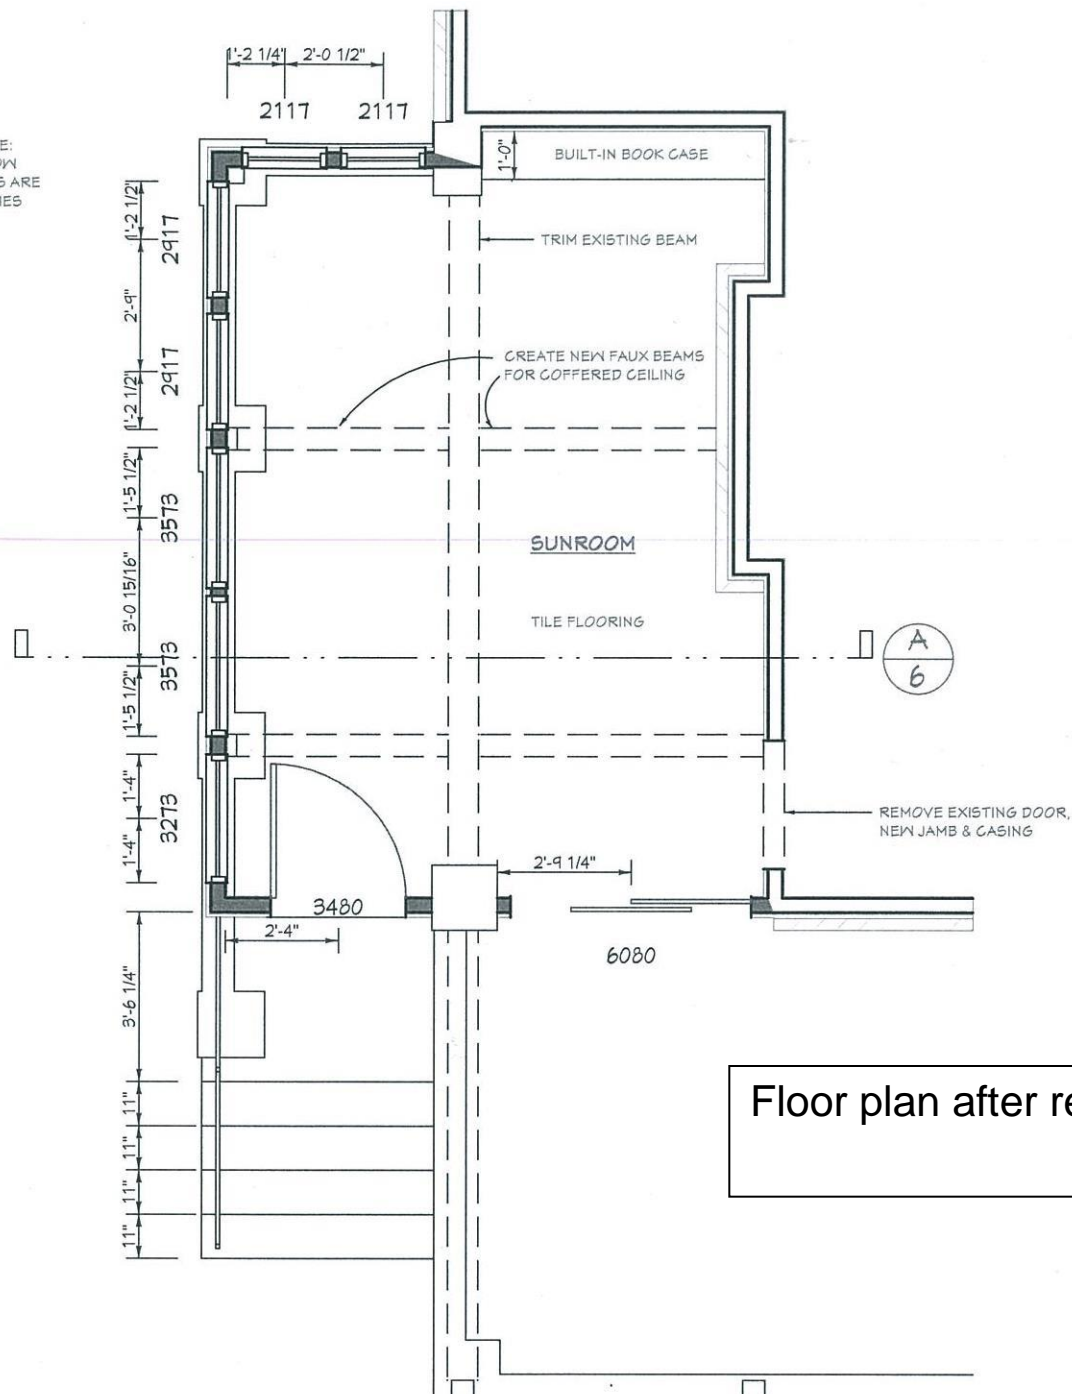 1'-2 1/4"
2'-0 1/2"
2117
2117
E:
OW
S ARE
IES
1'-0"
BUILT-IN BOOK CASE
1'-2 1/2"
2917
TRIM EXISTING BEAM
2'-9"
2917
1'-2 1/2"
CREATE NEW FAUX BEAMS
FOR COFFERED CEILING
1'-5 1/2"
3573
SUNROOM
3'-0 15/16"
TILE FLOORING
3573
1'-5 1/2"
A
6
1'-4"
3273
1'-4"
REMOVE EXISTING DOOR,
NEW JAMB & CASING
2'-9 1/4"
3480
2'-4"
6080
3'-6 1/4"
11"
11"
11"
11"
Floor plan after re